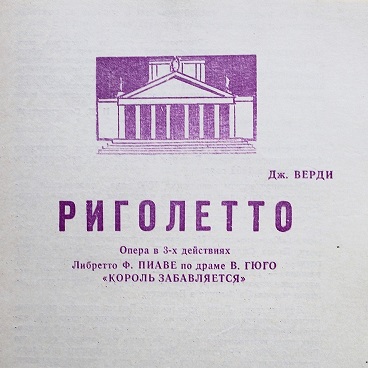 Дж. ВЕРДИ
РИГОЛЕТТО
Опера в 3-х действиях
Либретто Ф. ПИАВЕ по драме В. ГЮГО
«КОРОЛЬ ЗАБАВЛЯЕТСЯ»